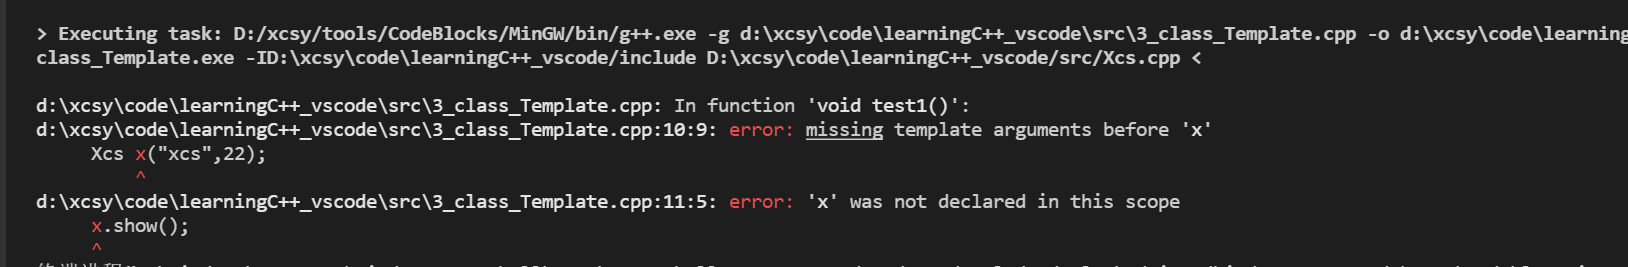 > Executing task: D:/xcsy/tools/CodeBlocks/MinGW/bin/g++.exe -g d:\xcsy\code\learningC++_vscode\src\3_class_Template.cpp -o d:\xcsy\code\learning
class_Template.exe -ID:\xcsy\code\learningC++_vscode/include D:\xcsy\code\learningC++_vscode/src/Xcs.cpp <
d:\xcsy\code\learningC++_vscode\src\3_class_Template.cpp: In function 'void test1()':
d:\xcsy\code\learningC++_vscode\src\3_class_Template.cpp:10:9: error: missing template arguments before 'x'
Xcs x("xcs",22);
^
d:\xcsy\code\learningC++_vscode\src\3_class_Template.cpp:11:5: error: 'x' was not declared in this scope
x.show();
^